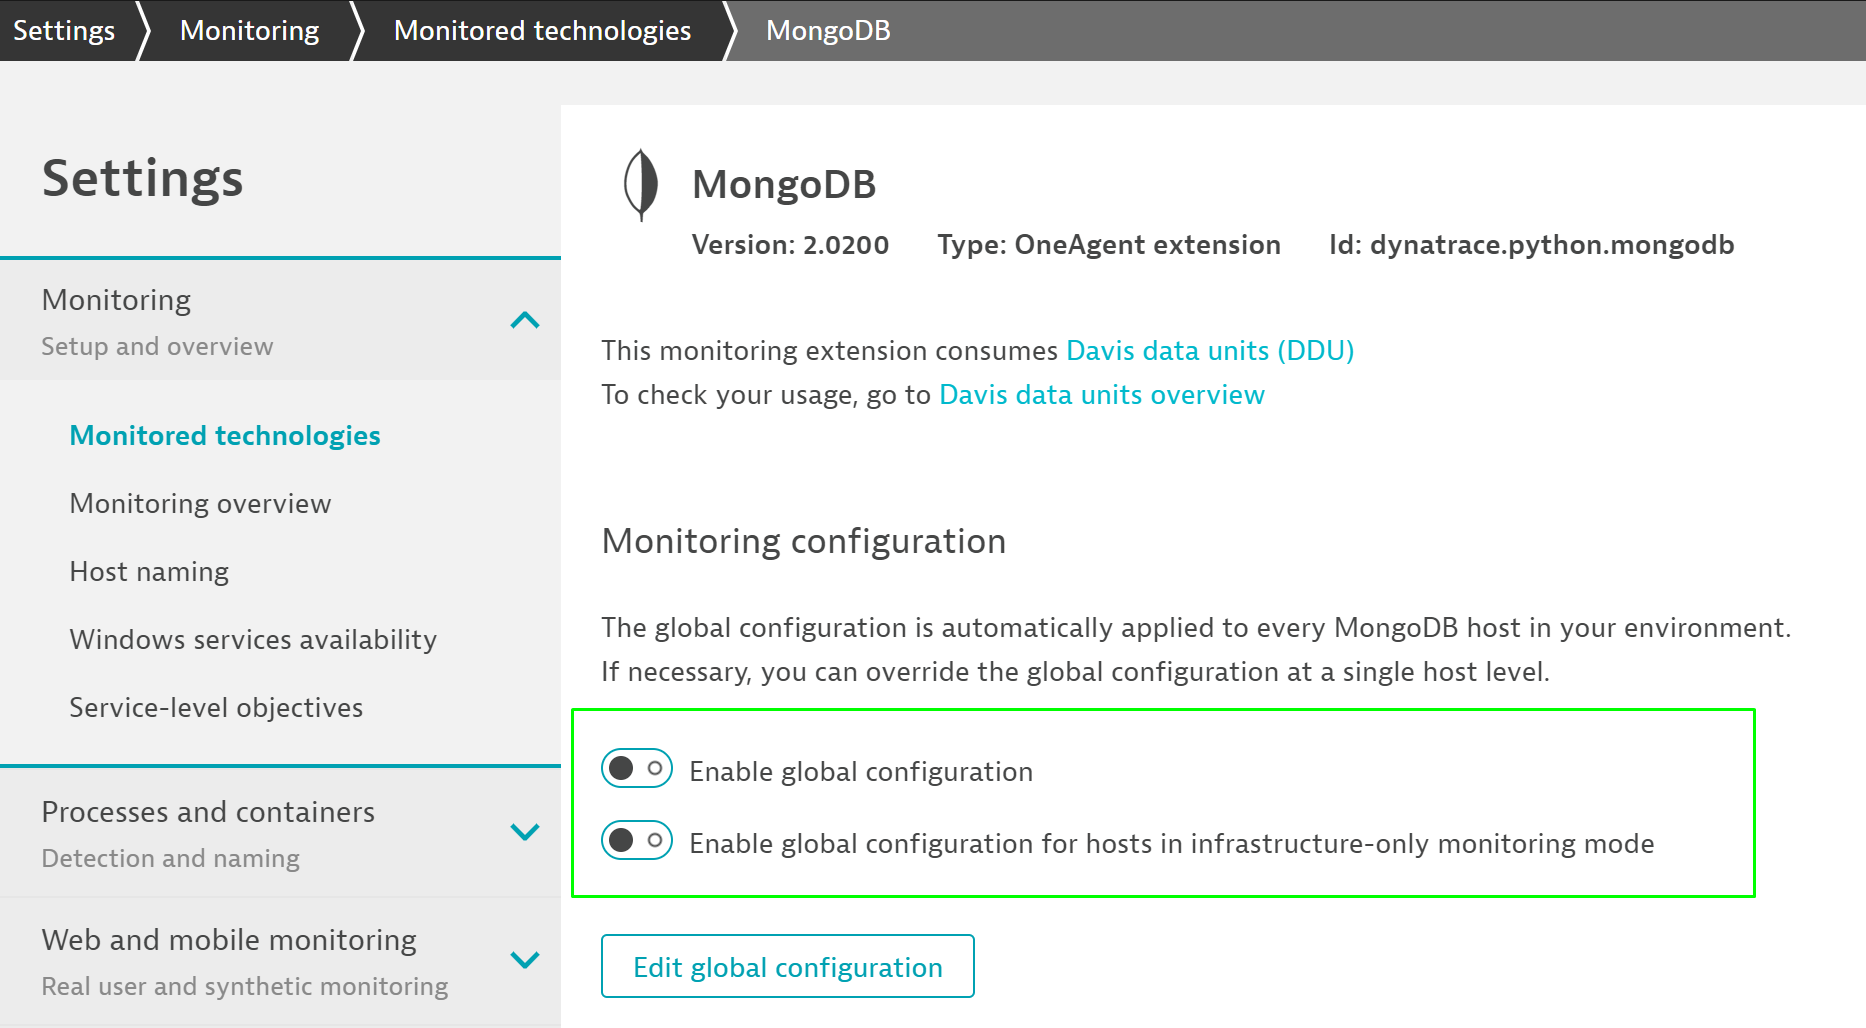 Settings
Monitoring
Monitored technologies
MongoDB
Settings
Monitoring
Setup and overview
Monitored technologies
Monitoring overview
Host naming
Windows services availability
Service-level objectives
Processes and containers
Detection and naming
Web and mobile monitoring
Real user and synthetic monitoring
MongoDB
Version: 2.0200 Type: OneAgent extension Id: dynatrace.python.mongodb
This monitoring extension consumes Davis data units (DDU)
To check your usage, go to Davis data units overview
Monitoring configuration
The global configuration is automatically applied to every MongoDB host in your environment.
If necessary, you can override the global configuration at a single host level.
Enable global configuration
Enable global configuration for hosts in infrastructure-only monitoring mode
Edit global configuration